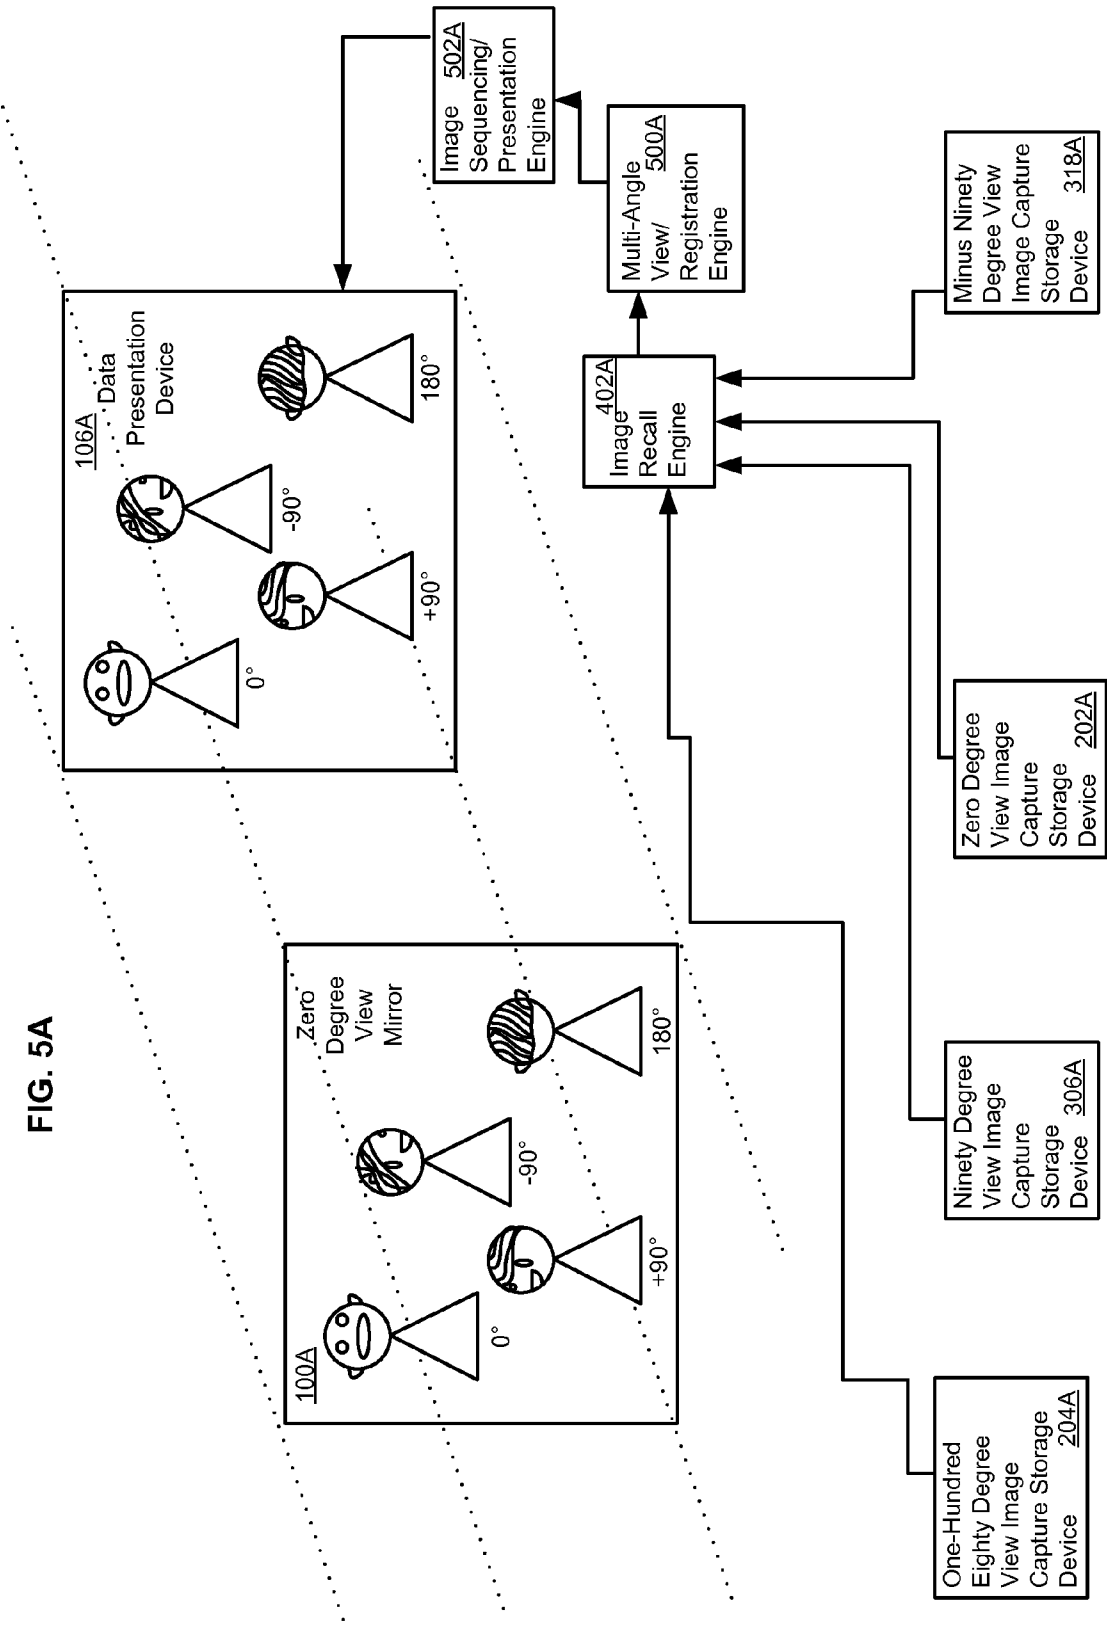 FIG. 5A
100A
Zero
Degree
View
Mirror
0°
+90°
-90°
180°
106A
Data
Presentation
Device
0°
+90°
-90°
180°
Image 502A
Sequencing/
Presentation
Engine
Multi-Angle
View/ 500A
Registration
Engine
402A
Image
Recall
Engine
One-Hundred
Eighty Degree
View Image
Capture Storage
Device 204A
Ninety Degree
View Image
Capture
Storage
Device 306A
Zero Degree
View Image
Capture
Storage
Device 202A
Minus Ninety
Degree View
Image Capture
Storage
Device 318A